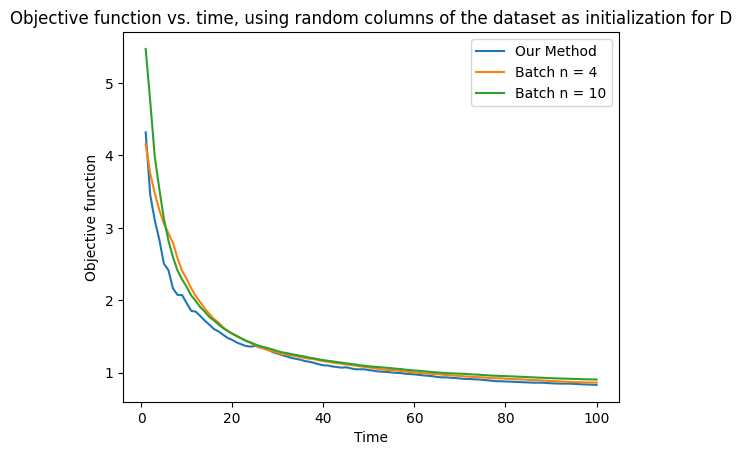 Objective function vs. time, using random columns of the dataset as initialization for D
Our Method
Batch n = 4
Batch n = 10
Objective function
5
4
3
2
1
0
20
40
60
80
100
Time